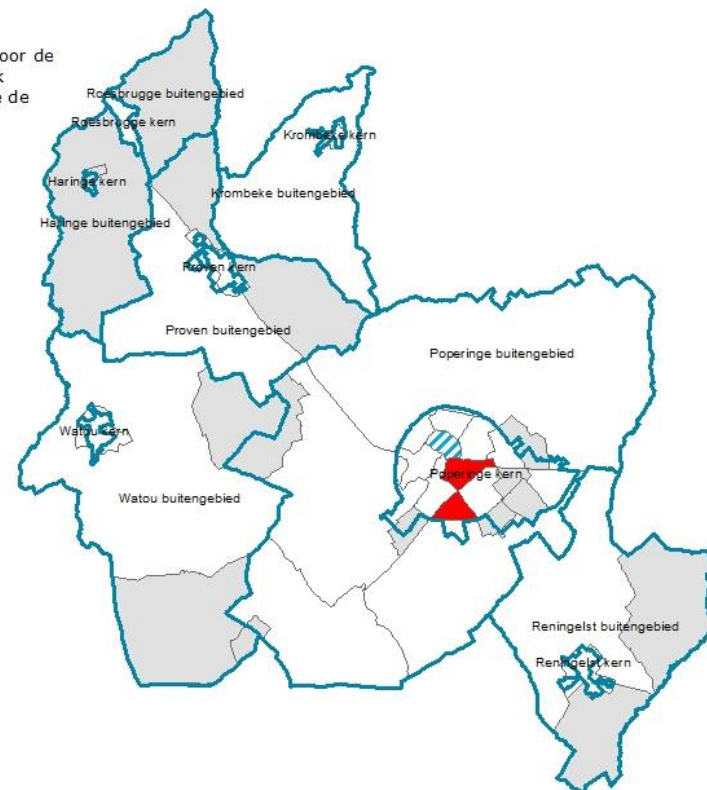 oor de
k
e de
Roesbrugge buitengebied
Roesbrugge kern
Krombeke kern
Haringe kern
Krombeke buitengebied
Haringe buitengebied
Proven kern
Proven buitengebied
Poperinge buitengebied
Watou kern
Poperinge kern
Watou buitengebied
Reningelst buitengebied
Reningelst kern